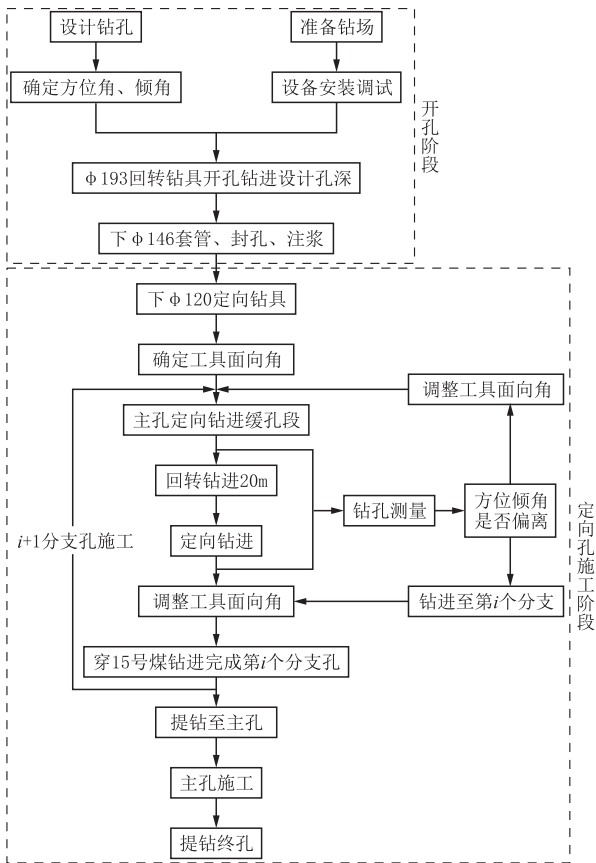 设计钻孔
准备钻场
确定方位角、倾角
设备安装调试
开孔阶段
φ193回转钻具开孔钻进设计孔深
下φ146套管、封孔、注浆
下φ120定向钻具
确定工具面向角
调整工具面向角
主孔定向钻进缓孔段
回转钻进20m
钻孔测量
方位倾角
是否偏离
i+1分支孔施工
定向钻进
定向孔施工阶段
调整工具面向角
钻进至第i个分支
穿15号煤钻进完成第i个分支孔
提钻至主孔
主孔施工
提钻终孔